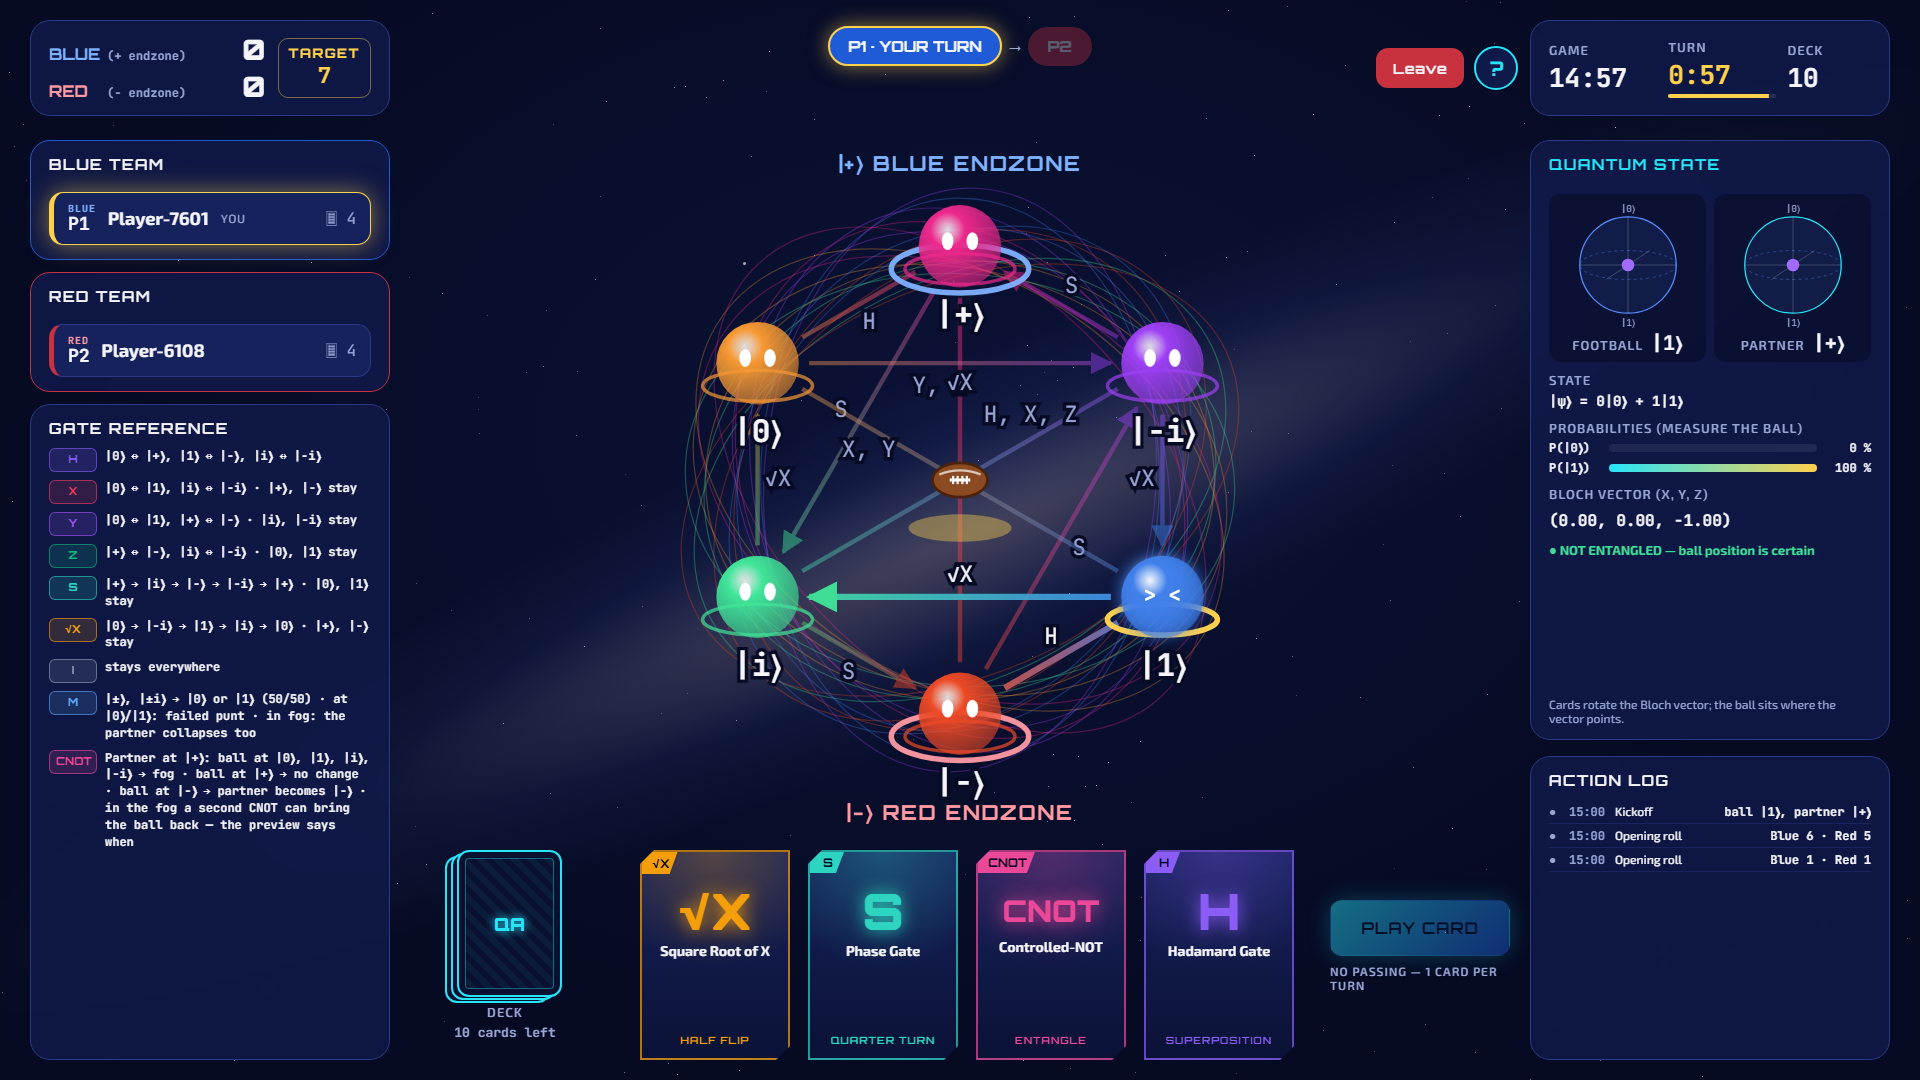 BLUE (+ endzone) 0
RED (- endzone) 0
TARGET
7
P1 · YOUR TURN → P2
Leave
?
GAME
14:57
TURN
0:57
DECK
10
BLUE TEAM
BLUE
P1 Player-7601 YOU 4
RED TEAM
RED
P2 Player-6108 4
GATE REFERENCE
H |0⟩ ↔ |+⟩, |1⟩ ↔ |-⟩, |i⟩ ↔ |-i⟩
X |0⟩ ↔ |1⟩, |i⟩ ↔ |-i⟩ · |+⟩, |-⟩ stay
Y |0⟩ ↔ |1⟩, |+⟩ ↔ |-⟩ · |i⟩, |-i⟩ stay
Z |+⟩ ↔ |-⟩, |i⟩ ↔ |-i⟩ · |0⟩, |1⟩ stay
S |+⟩ → |i⟩ → |-⟩ → |-i⟩ → |+⟩ · |0⟩, |1⟩
stay
√X |0⟩ → |-i⟩ → |1⟩ → |i⟩ → |0⟩ · |+⟩, |-⟩
stay
I stays everywhere
M |±⟩, |±i⟩ → |0⟩ or |1⟩ (50/50) · at
|0⟩/|1⟩: failed punt · in fog: the
partner collapses too
CNOT Partner at |+⟩: ball at |0⟩, |1⟩, |i⟩,
|-i⟩ → fog · ball at |+⟩ → no change
· ball at |-⟩ → partner becomes |-⟩ ·
in the fog a second CNOT can bring
the ball back — the preview says
when
|+⟩ BLUE ENDZONE
S
H
|+⟩
Y, √X
S
H, X, Z
|0⟩
|-i⟩
X, Y
√X
√X
S
√X
> <
H
|i⟩
S
|1⟩
|-⟩
|-⟩ RED ENDZONE
QA
DECK
10 cards left
√X
√X
Square Root of X
HALF FLIP
S
S
Phase Gate
QUARTER TURN
CNOT
CNOT
Controlled-NOT
ENTANGLE
H
H
Hadamard Gate
SUPERPOSITION
PLAY CARD
NO PASSING — 1 CARD PER
TURN
QUANTUM STATE
|0⟩
|1⟩
FOOTBALL |1⟩
|0⟩
|1⟩
PARTNER |+⟩
STATE
|ψ⟩ = 0|0⟩ + 1|1⟩
PROBABILITIES (MEASURE THE BALL)
P(|0⟩) 0 %
P(|1⟩) 100 %
BLOCH VECTOR (X, Y, Z)
(0.00, 0.00, -1.00)
● NOT ENTANGLED — ball position is certain
Cards rotate the Bloch vector; the ball sits where the
vector points.
ACTION LOG
● 15:00 Kickoff ball |1⟩, partner |+⟩
● 15:00 Opening roll Blue 6 · Red 5
● 15:00 Opening roll Blue 1 · Red 1